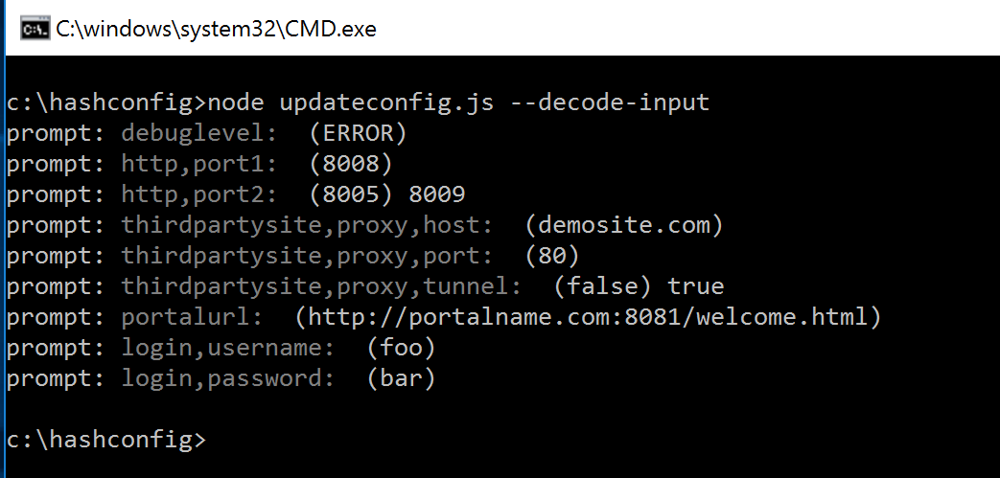 C:\windows\system32\CMD.exe
c:\hashconfig>node updateconfig.js --decode-input
prompt: debuglevel:  (ERROR)
prompt: http,port1:  (8008)
prompt: http,port2:  (8005) 8009
prompt: thirdpartysite,proxy,host:  (demosite.com)
prompt: thirdpartysite,proxy,port:  (80)
prompt: thirdpartysite,proxy,tunnel:  (false) true
prompt: portalurl:  (http://portalname.com:8081/welcome.html)
prompt: login,username:  (foo)
prompt: login,password:  (bar)
c:\hashconfig>